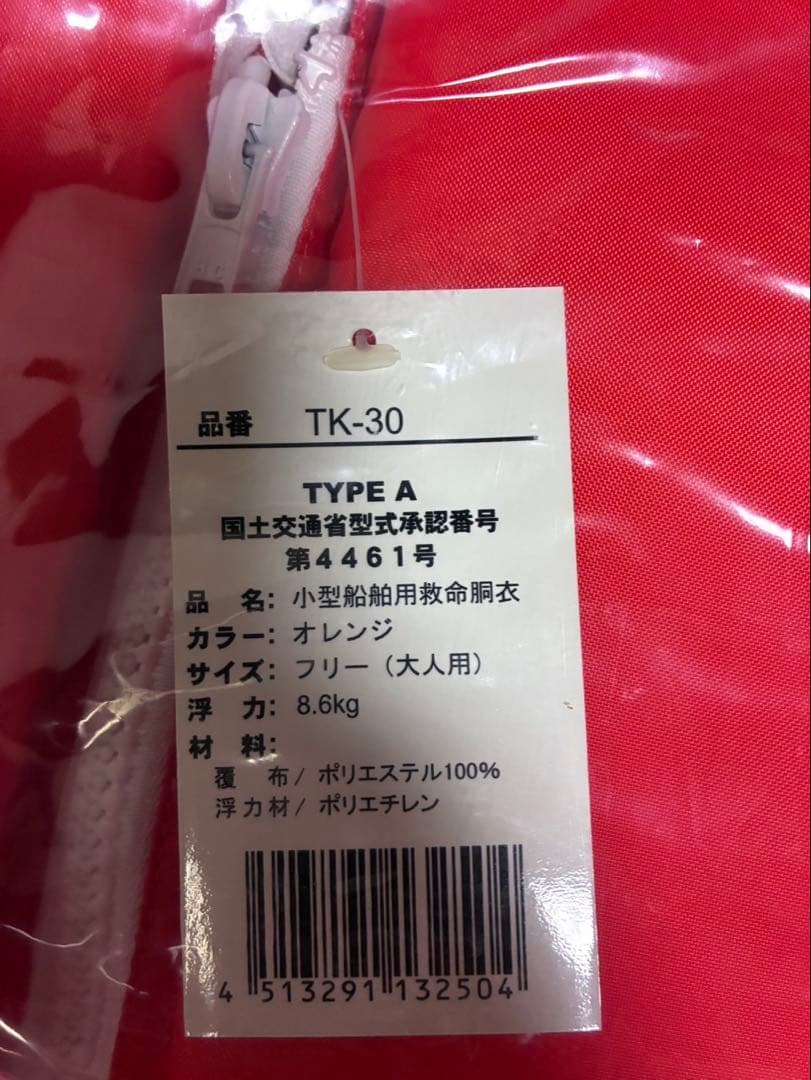 品番 TK-30
TYPE A
国土交通省型式承認番号
第4461号
品 名: 小型船舶用救命胴衣
カラー: オレンジ
サイズ: フリー（大人用）
浮 力: 8.6kg
材 料:
覆 布/ ポリエステル100%
浮力材/ ポリエチレン
4 513291 132504